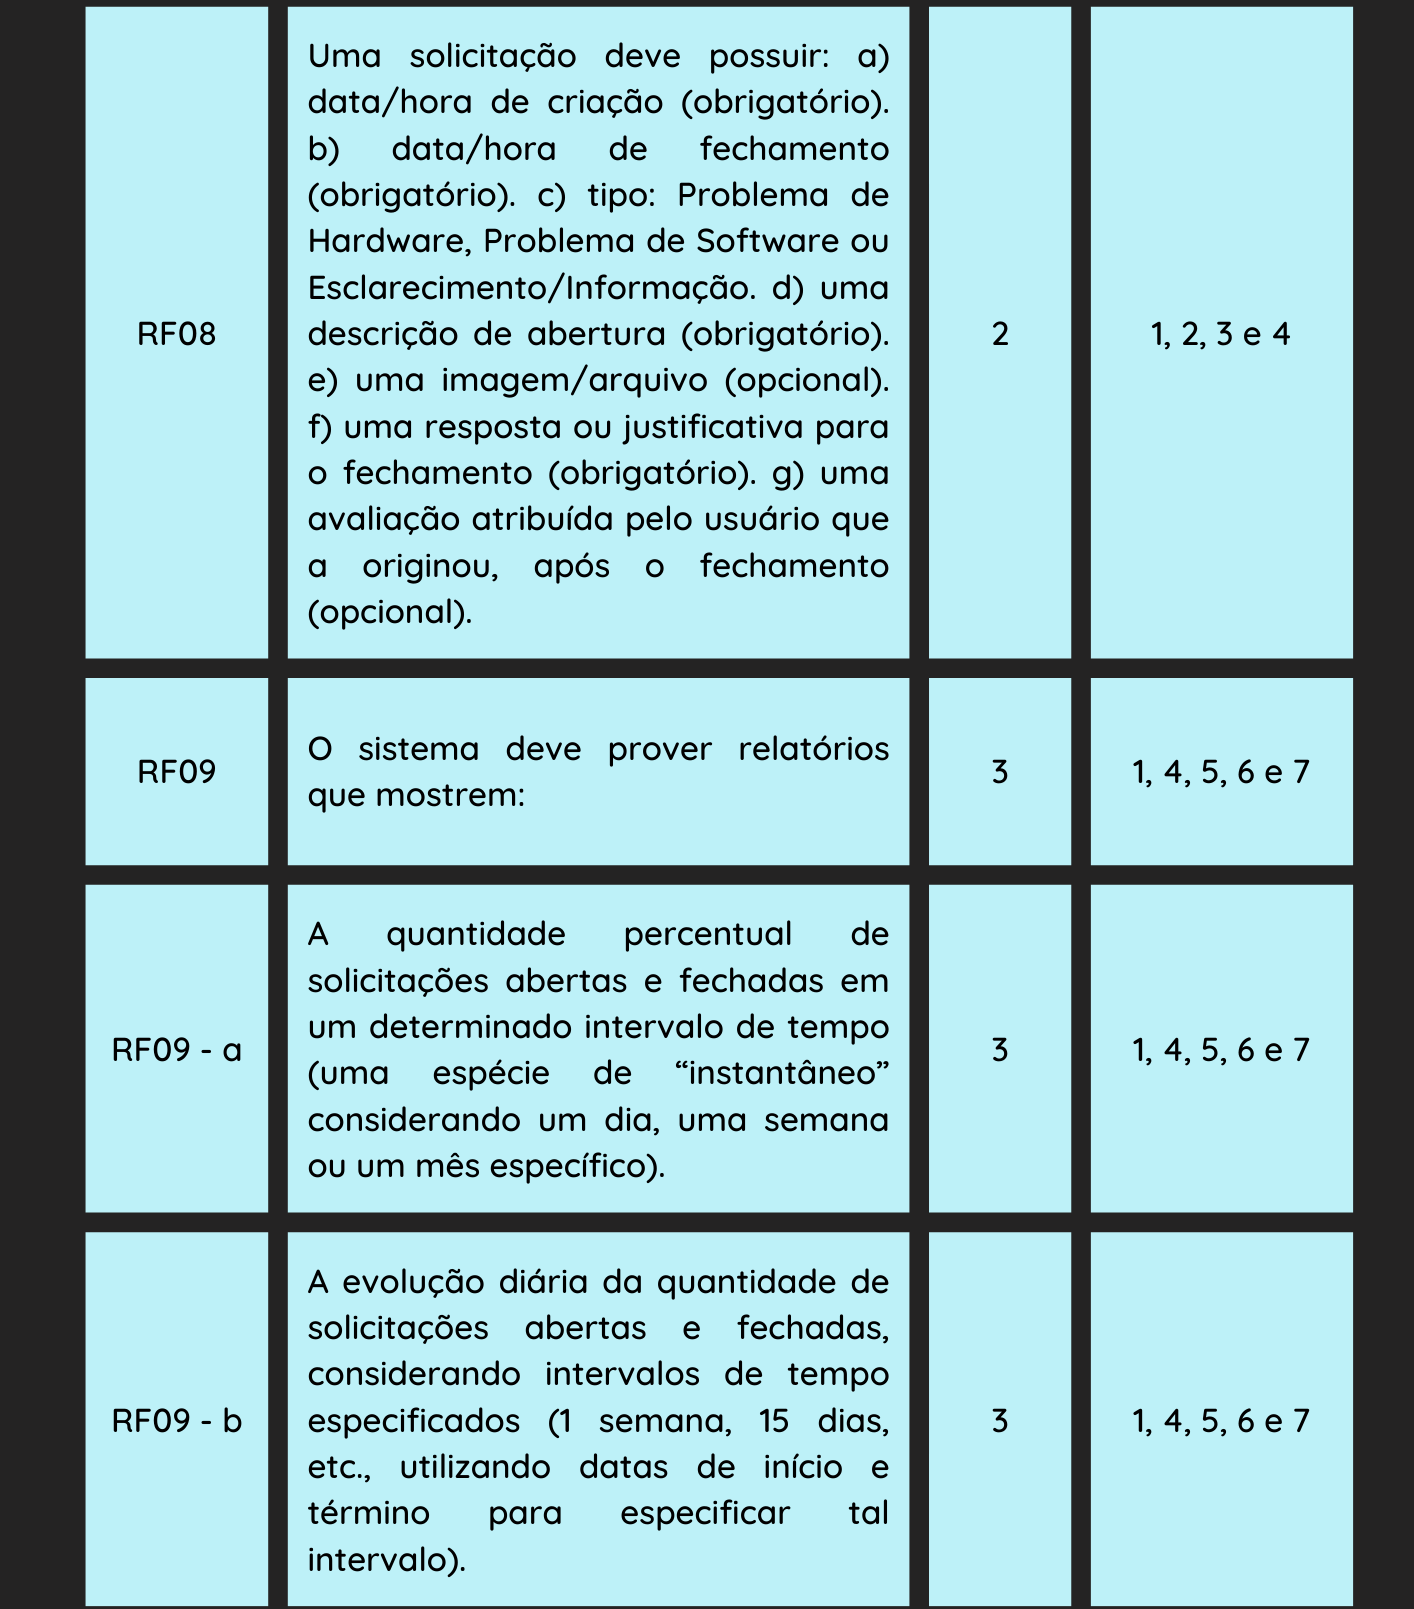 RF08
Uma solicitação deve possuir: a)
data/hora de criação (obrigatório).
b) data/hora de fechamento
(obrigatório). c) tipo: Problema de
Hardware, Problema de Software ou
Esclarecimento/Informação. d) uma
descrição de abertura (obrigatório).
e) uma imagem/arquivo (opcional).
f) uma resposta ou justificativa para
o fechamento (obrigatório). g) uma
avaliação atribuída pelo usuário que
a originou, após o fechamento
(opcional).
2
1, 2, 3 e 4
RF09
O sistema deve prover relatórios
que mostrem:
3
1, 4, 5, 6 e 7
RF09 - a
A quantidade percentual de
solicitações abertas e fechadas em
um determinado intervalo de tempo
(uma espécie de “instantâneo”
considerando um dia, uma semana
ou um mês específico).
3
1, 4, 5, 6 e 7
RF09 - b
A evolução diária da quantidade de
solicitações abertas e fechadas,
considerando intervalos de tempo
especificados (1 semana, 15 dias,
etc., utilizando datas de início e
término para especificar tal
intervalo).
3
1, 4, 5, 6 e 7